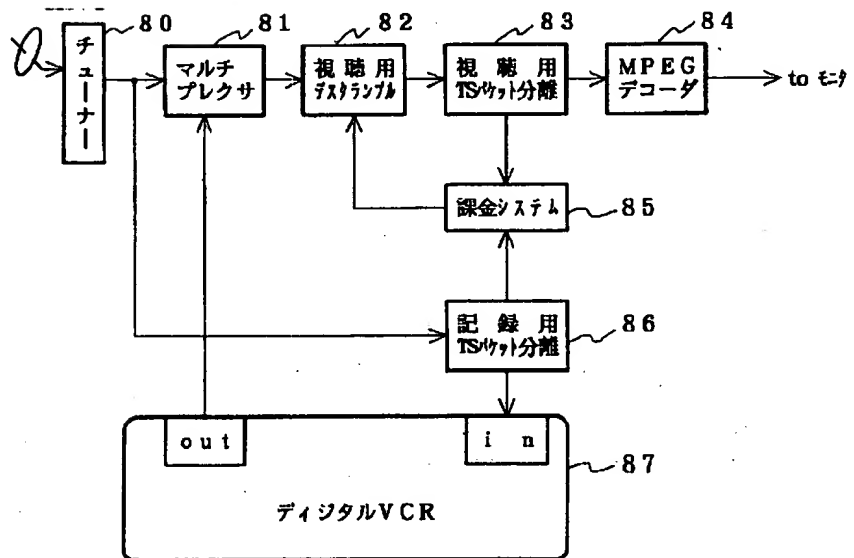 80
チューナー
81
マルチ
プレクサ
82
視聴用
デスクランブル
83
視聴用
TSパケット分離
84
MPEG
デコーダ
to モニタ
課金システム
85
記録用
TSパケット分離
86
out
in
87
ディジタルVCR